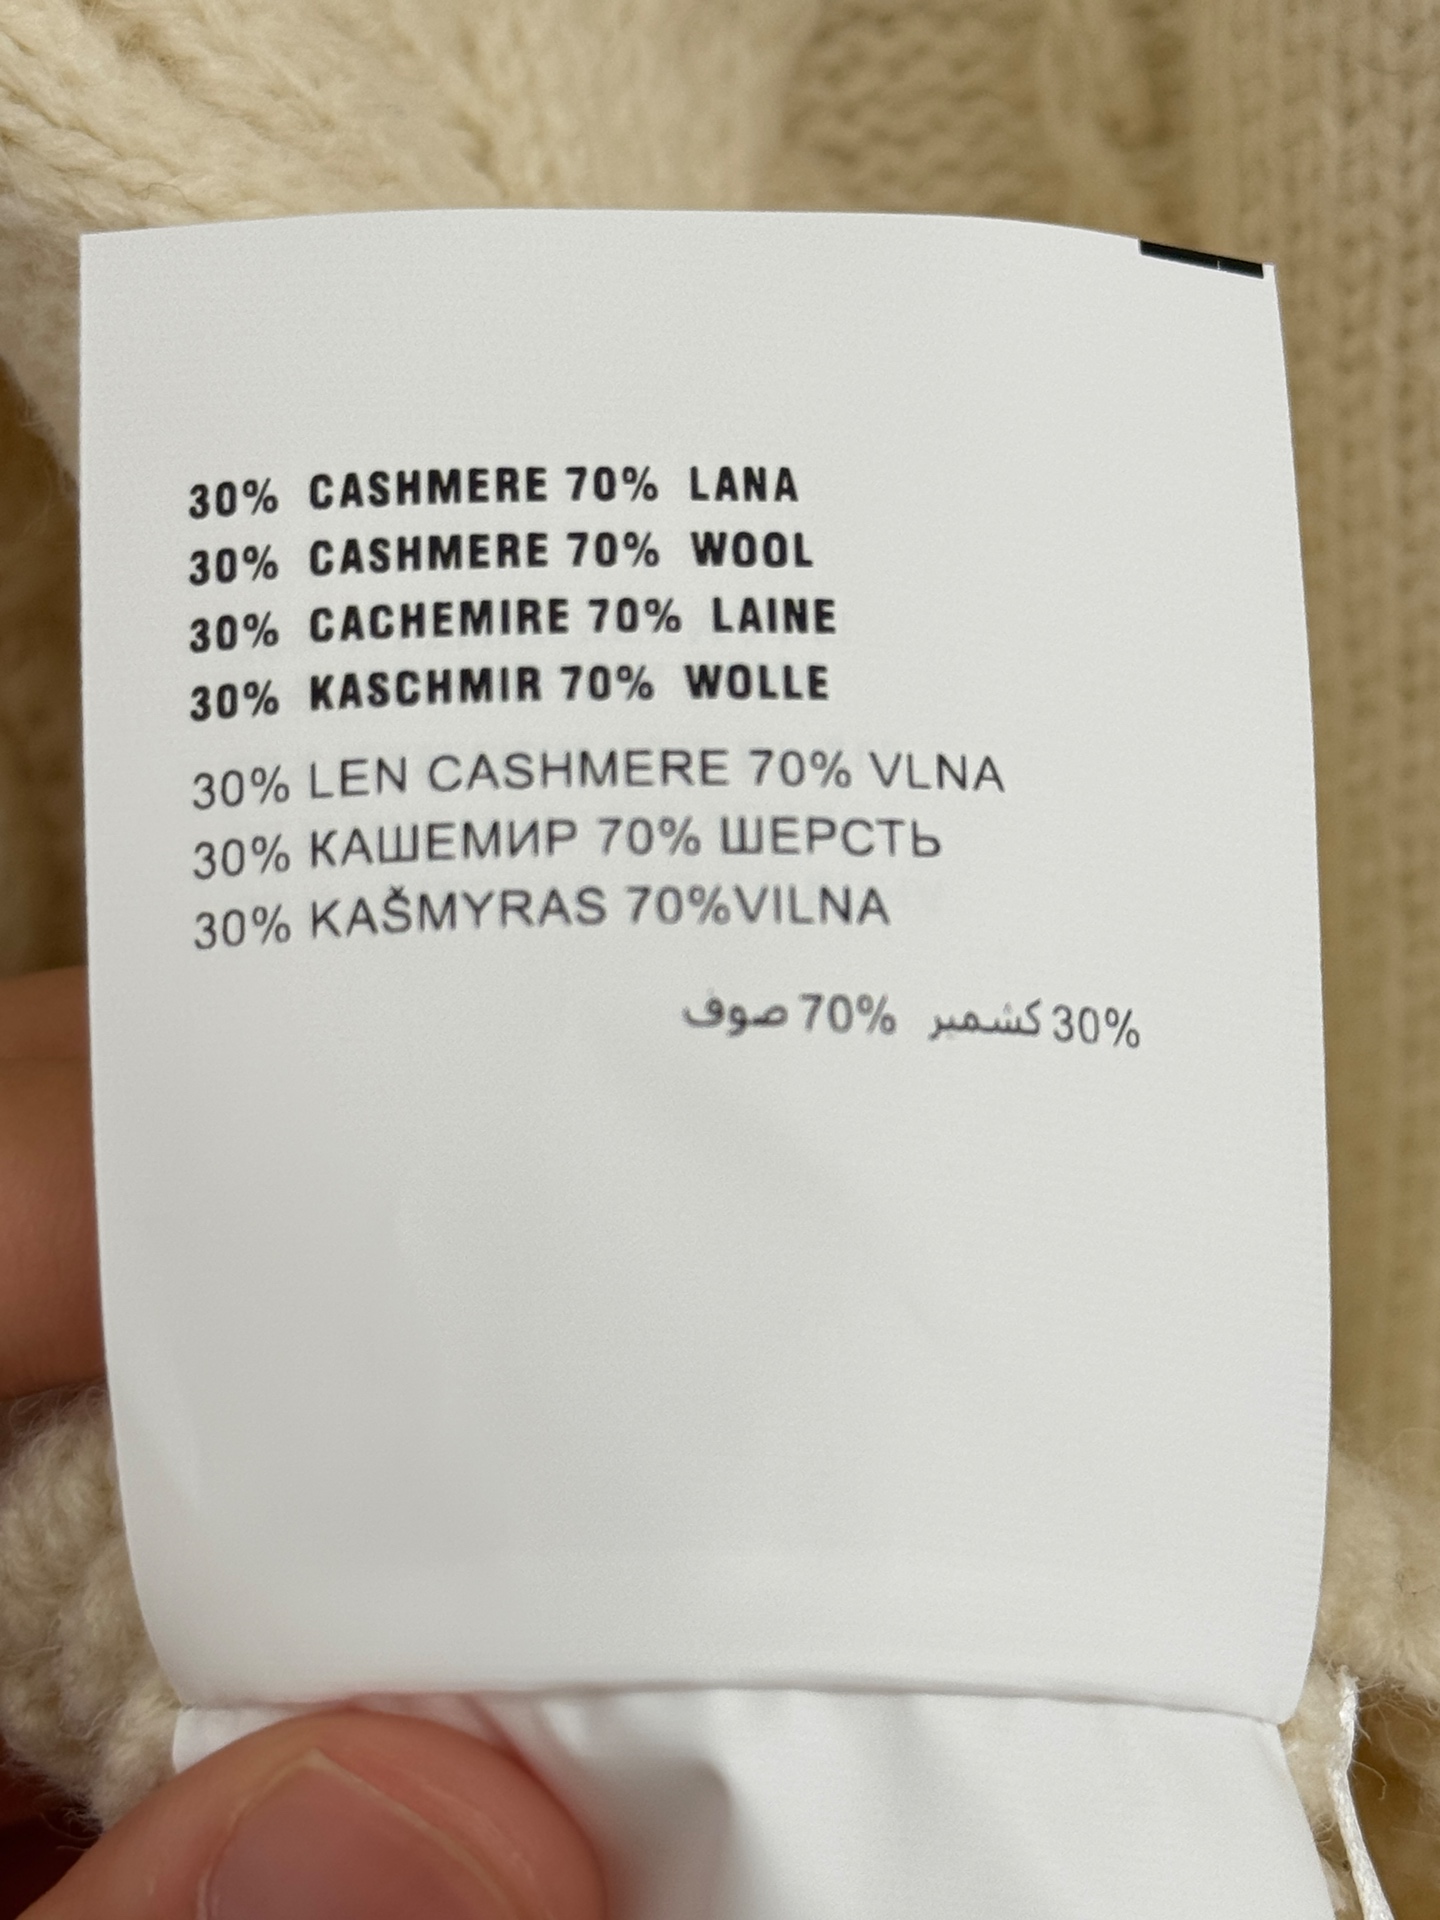 30% CASHMERE 70% LANA
30% CASHMERE 70% WOOL
30% CACHEMIRE 70% LAINE
30% KASCHMIR 70% WOLLE
30% LEN CASHMERE 70% VLNA
30% КАШЕМИР 70% ШЕРСТЬ
30% KAŠMYRAS 70%VILNA
30% كشمير 70% صوف